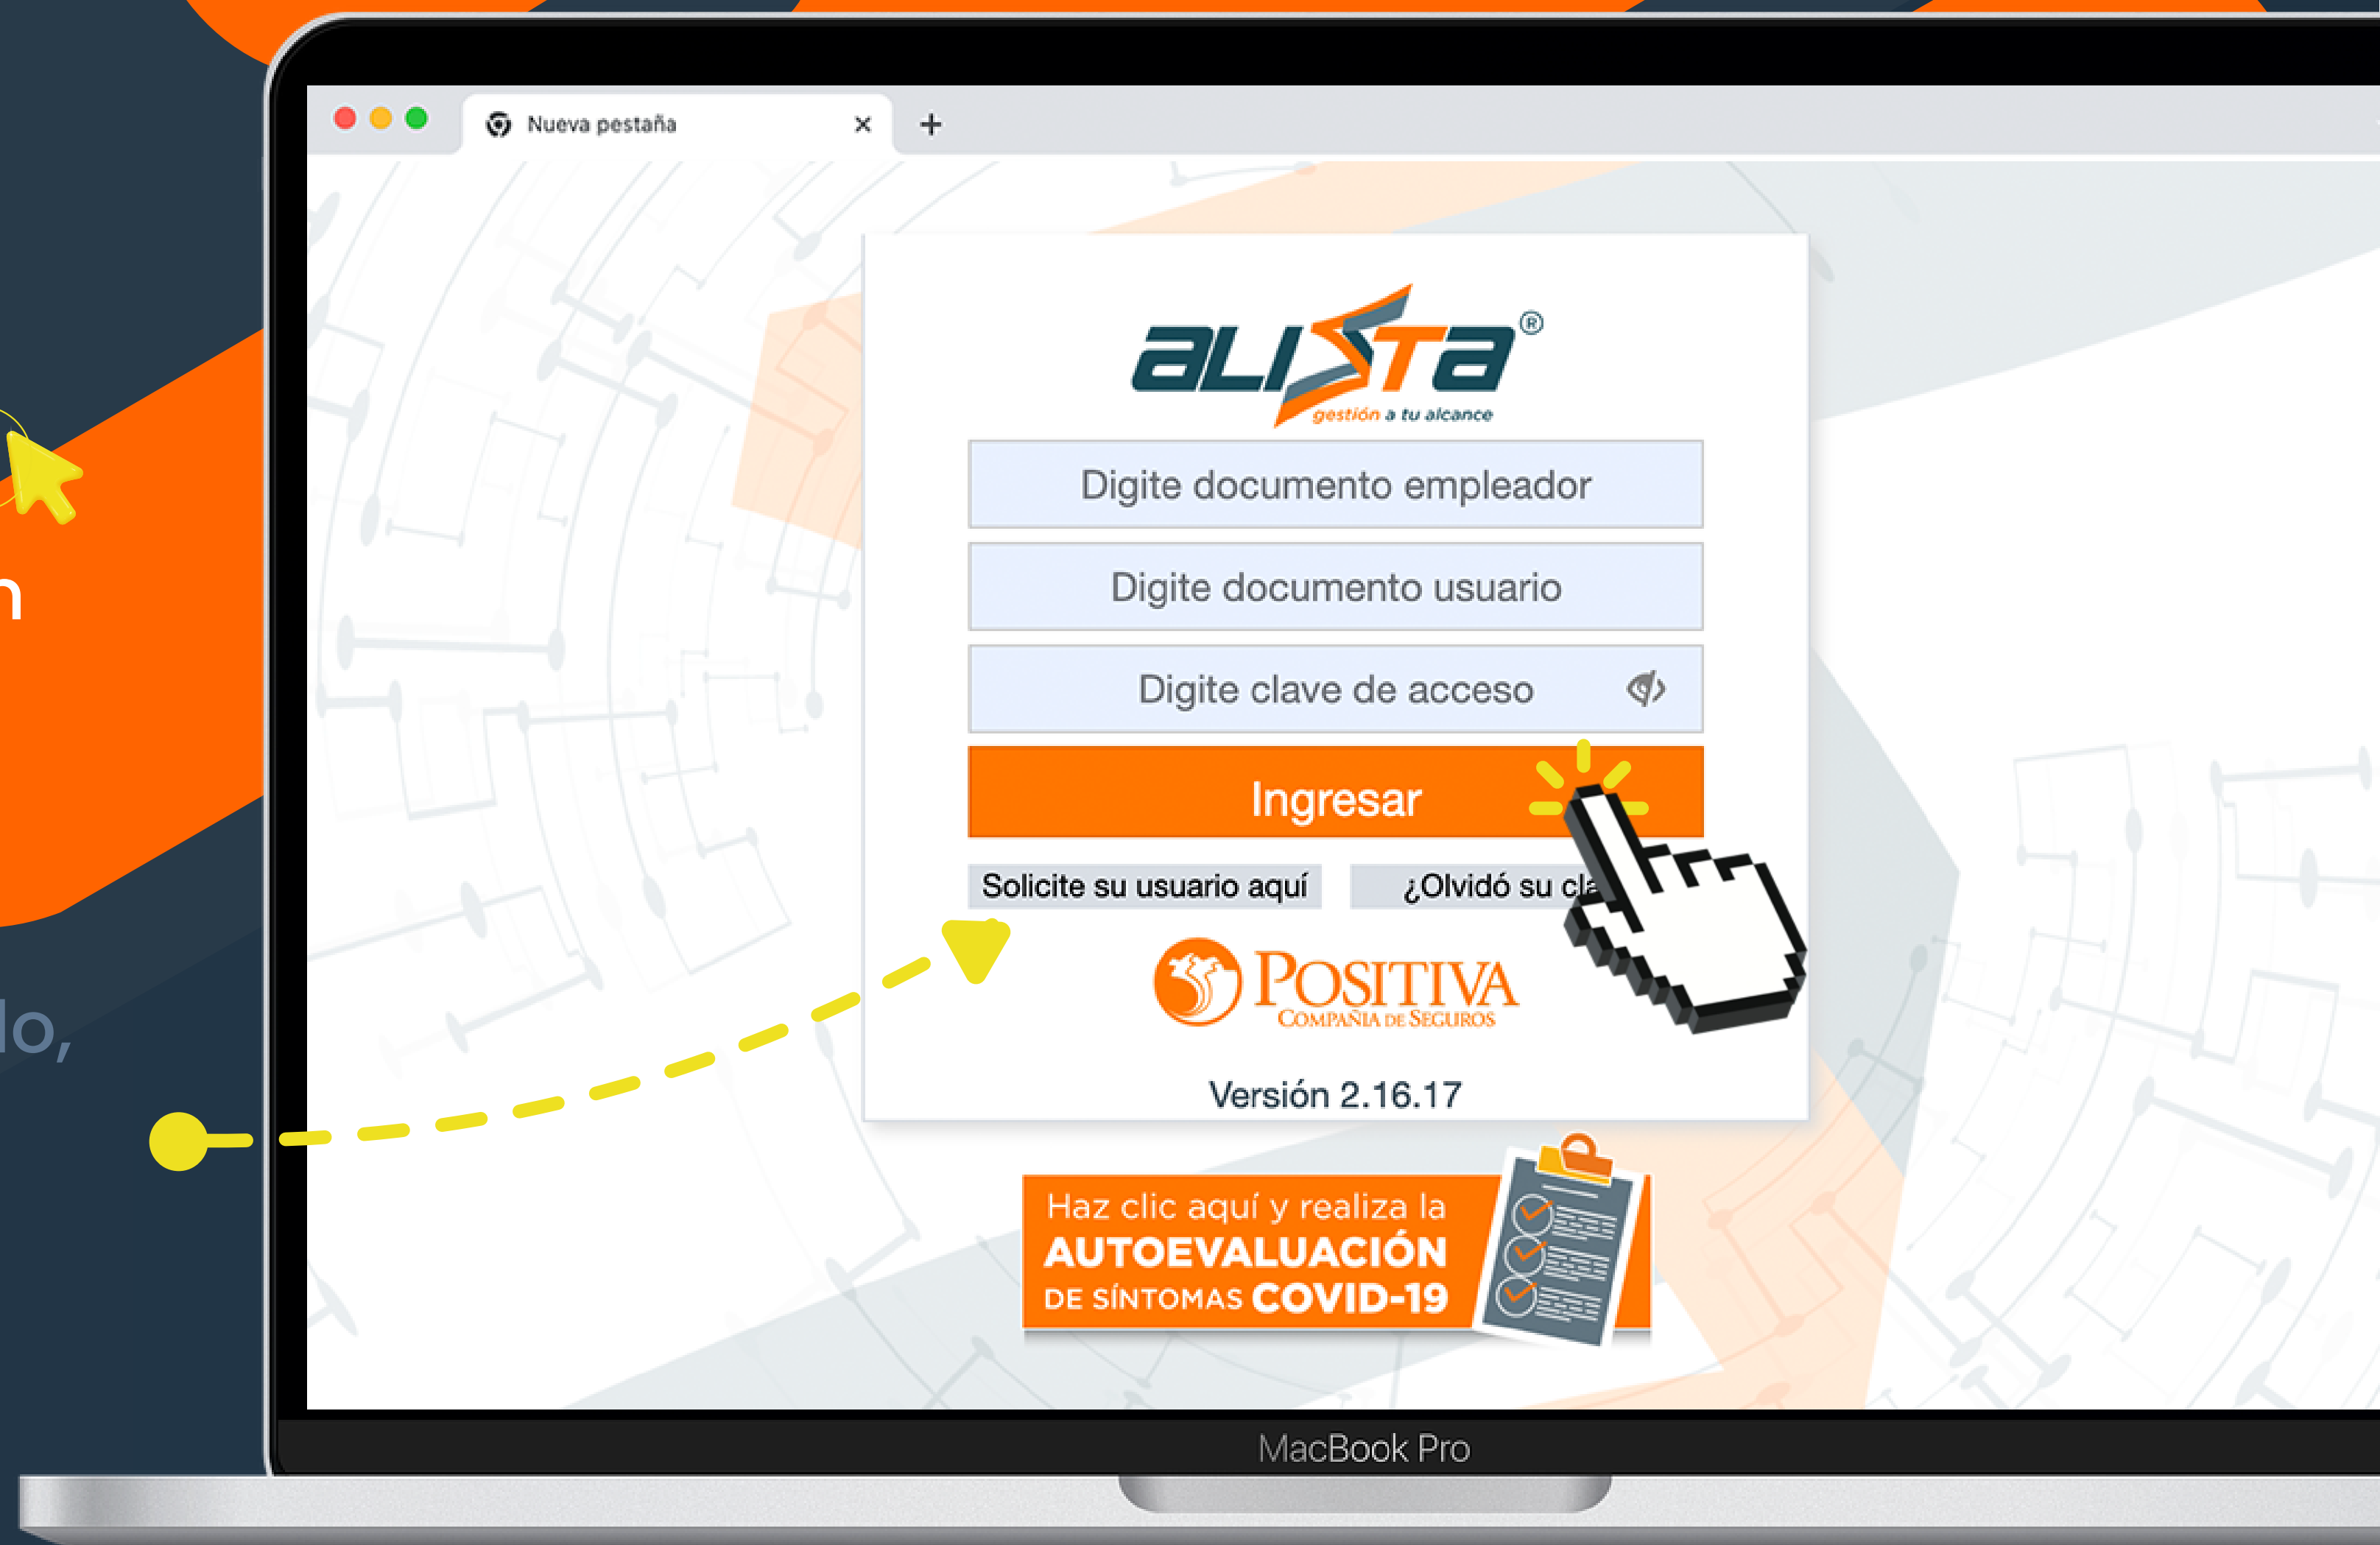 Nueva pestaña
aLISTa®
gestión a tu alcance
Digite documento empleador
Digite documento usuario
Digite clave de acceso
Ingresar
Solicite su usuario aquí
¿Olvidó su cla
POSITIVA
COMPAÑIA DE SEGUROS
Versión 2.16.17
Haz clic aquí y realiza la
AUTOEVALUACIÓN
DE SÍNTOMAS COVID-19
MacBook Pro